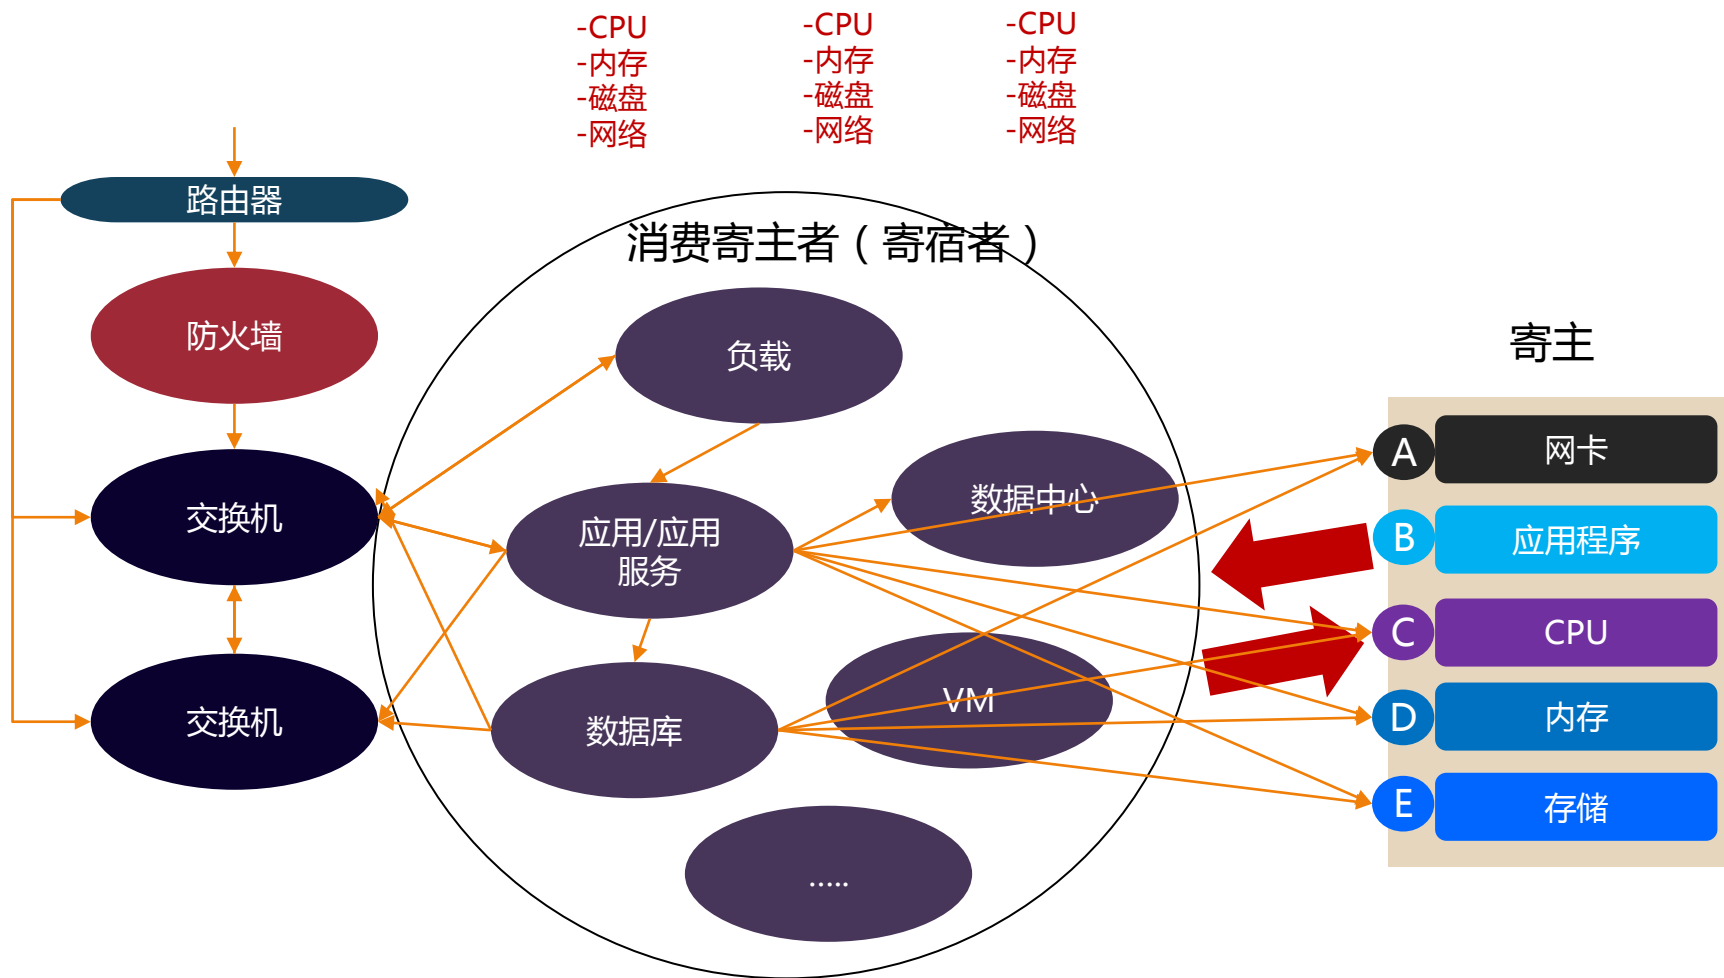 -CPU
-内存
-磁盘
-网络
-CPU
-内存
-磁盘
-网络
-CPU
-内存
-磁盘
-网络
路由器
防火墙
交换机
交换机
消费寄主者（寄宿者）
负载
数据中心
应用/应用
服务
VM
数据库
.....
寄主
A
网卡
B
应用程序
C
CPU
D
内存
E
存储